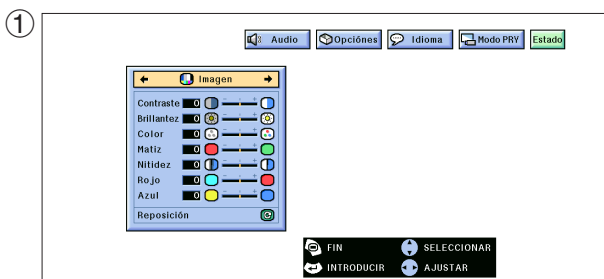 ①
Audio Opciónes Idioma Modo PRY Estado
Imagen
Contraste 0
Brillantez 0
Color 0
Matiz 0
Nitidez 0
Rojo 0
Azul 0
Reposición
FIN SELECCIONAR
INTRODUCIR AJUSTAR